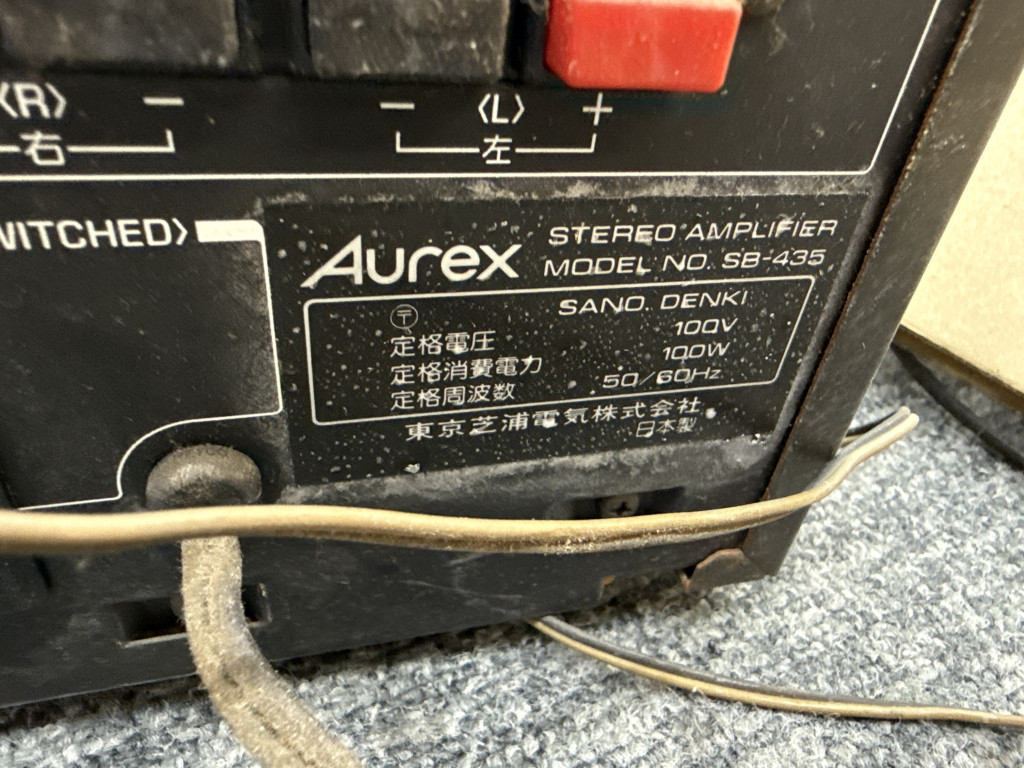 〈R〉 −
− 〈L〉 +
右
左
WITCHED〉
Aurex
STEREO AMPLIFIER
MODEL NO. SB-435
〒 SANO. DENKI
定格電圧 100V
定格消費電力 100W
定格周波数 50/60Hz
東京芝浦電気株式会社
日本製